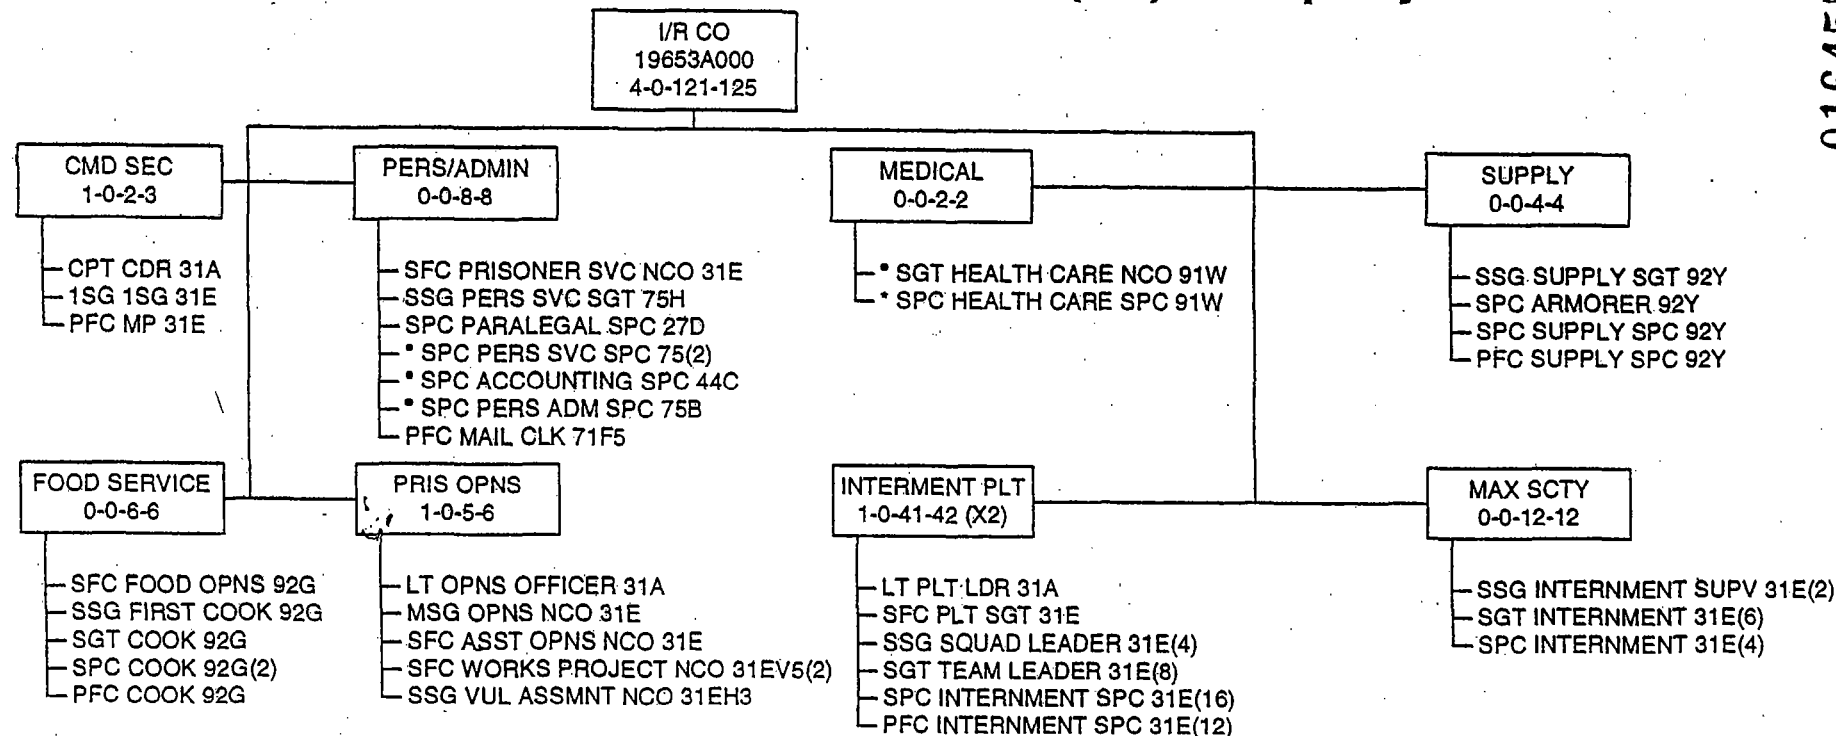 I/R CO
19653A000
4-0-121-125
CMD SEC
1-0-2-3
CPT CDR 31A
1SG 1SG 31E
PFC MP 31E
PERS/ADMIN
0-0-8-8
SFC PRISONER SVC NCO 31E
SSG PERS SVC SGT 75H
SPC PARALEGAL SPC 27D
* SPC PERS SVC SPC 75(2)
* SPC ACCOUNTING SPC 44C
* SPC PERS ADM SPC 75B
PFC MAIL CLK 71F5
MEDICAL
0-0-2-2
* SGT HEALTH CARE NCO 91W
* SPC HEALTH CARE SPC 91W
SUPPLY
0-0-4-4
SSG SUPPLY SGT 92Y
SPC ARMORER 92Y
SPC SUPPLY SPC 92Y
PFC SUPPLY SPC 92Y
FOOD SERVICE
0-0-6-6
SFC FOOD OPNS 92G
SSG FIRST COOK 92G
SGT COOK 92G
SPC COOK 92G(2)
PFC COOK 92G
PRIS OPNS
1-0-5-6
LT OPNS OFFICER 31A
MSG OPNS NCO 31E
SFC ASST OPNS NCO 31E
SFC WORKS PROJECT NCO 31EV5(2)
SSG VUL ASSMNT NCO 31EH3
INTERMENT PLT
1-0-41-42 (X2)
LT PLT LDR 31A
SFC PLT SGT 31E
SSG SQUAD LEADER 31E(4)
SGT TEAM LEADER 31E(8)
SPC INTERNMENT SPC 31E(16)
PFC INTERNMENT SPC 31E(12)
MAX SCTY
0-0-12-12
SSG INTERNMENT SUPV 31E(2)
SGT INTERNMENT 31E(6)
SPC INTERNMENT 31E(4)